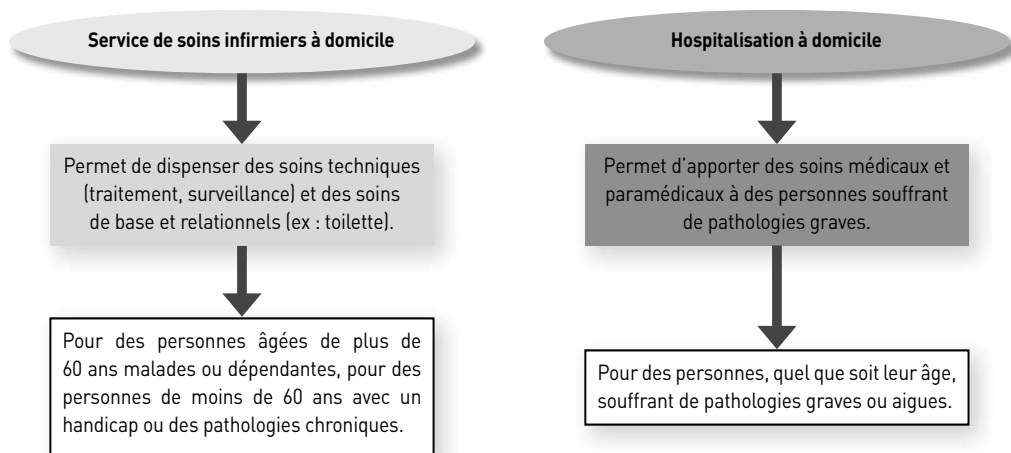 Service de soins infirmiers à domicile
Permet de dispenser des soins techniques
(traitement, surveillance) et des soins
de base et relationnels (ex : toilette).
Pour des personnes âgées de plus de
60 ans malades ou dépendantes, pour des
personnes de moins de 60 ans avec un
handicap ou des pathologies chroniques.
Hospitalisation à domicile
Permet d'apporter des soins médicaux et
paramédicaux à des personnes souffrant
de pathologies graves.
Pour des personnes, quel que soit leur âge,
souffrant de pathologies graves ou aigues.